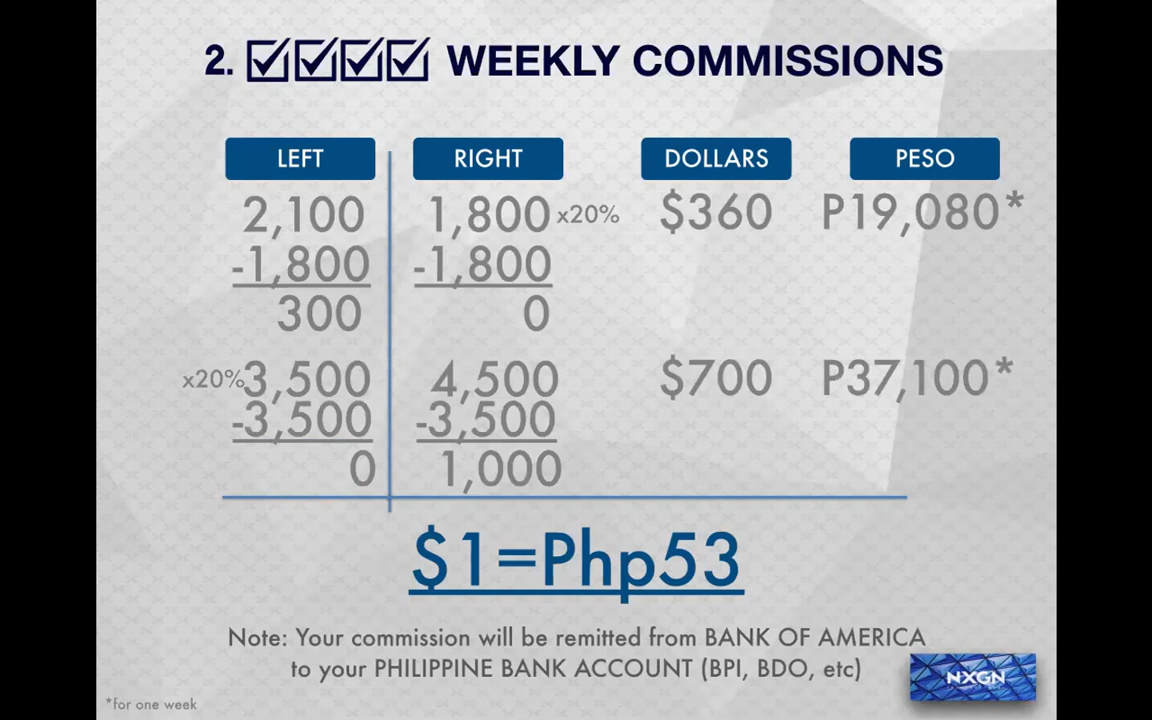 2. WEEKLY COMMISSIONS
LEFT RIGHT DOLLARS PESO
2,100 1,800 x20% $360 P19,080*
-1,800 -1,800
300 0
x20% 3,500 4,500 $700 P37,100*
-3,500 -3,500
0 1,000
$1=Php53
Note: Your commission will be remitted from BANK OF AMERICA
to your PHILIPPINE BANK ACCOUNT (BPI, BDO, etc)
NXGN
*for one week